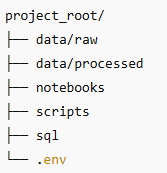 project_root/
├── data/raw
├── data/processed
├── notebooks
├── scripts
├── sql
└── .env